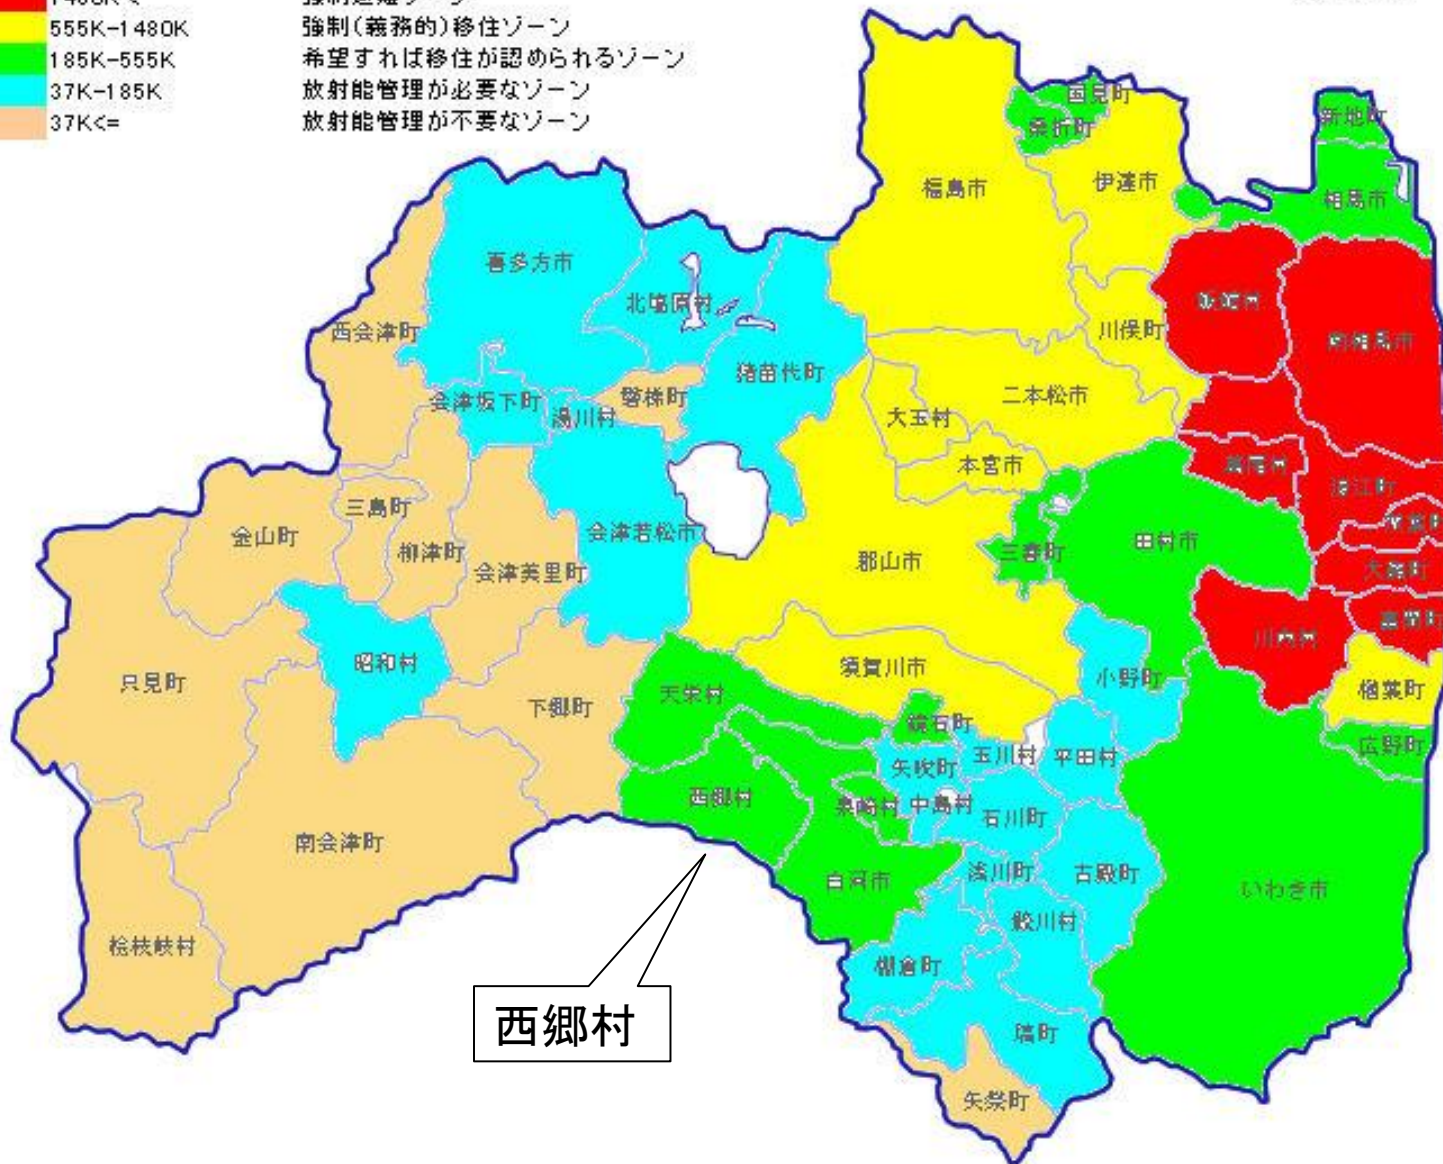 555K-1480K 強制(義務的)移住ゾーン
185K-555K 希望すれば移住が認められるゾーン
37K-185K 放射能管理が必要なゾーン
37K<= 放射能管理が不要なゾーン
国見町
桑折町
新地町
福島市
伊達市
相馬市
喜多方市
北塩原村
飯舘村
西会津町
川俣町
南相馬市
猪苗代町
会津坂下町
湯川村
磐梯町
大玉村
二本松市
本宮市
葛尾村
浪江町
三島町
金山町
柳津町
会津美里町
会津若松市
郡山市
三春町
田村市
大熊町
富岡町
川内村
昭和村
只見町
下郷町
須賀川市
天栄村
小野町
楢葉町
鏡石町
広野町
玉川村
平田村
矢吹町
西郷村
泉崎村
中島村
石川町
南会津町
白河市
浅川町
古殿町
いわき市
鮫川村
桧枝岐村
棚倉町
西郷村
塙町
矢祭町